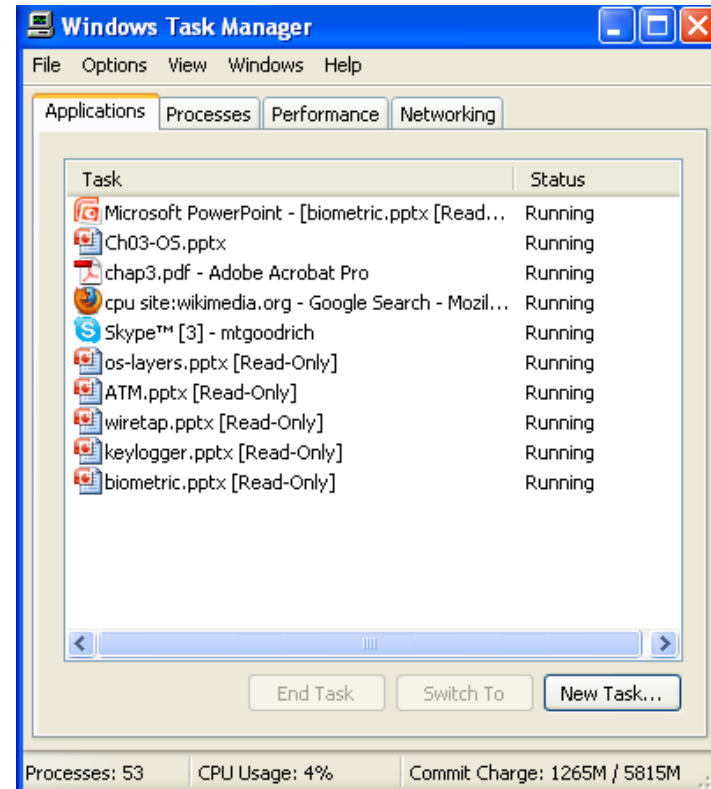 Windows Task Manager
File Options View Windows Help
Applications Processes Performance Networking
Task Status
Microsoft PowerPoint - [biometric.pptx [Read... Running
Ch03-OS.pptx Running
chap3.pdf - Adobe Acrobat Pro Running
cpu site:wikimedia.org - Google Search - Mozil... Running
Skype™ [3] - mtgoodrich Running
os-layers.pptx [Read-Only] Running
ATM.pptx [Read-Only] Running
wiretap.pptx [Read-Only] Running
keylogger.pptx [Read-Only] Running
biometric.pptx [Read-Only] Running
End Task Switch To New Task...
Processes: 53 CPU Usage: 4% Commit Charge: 1265M / 5815M